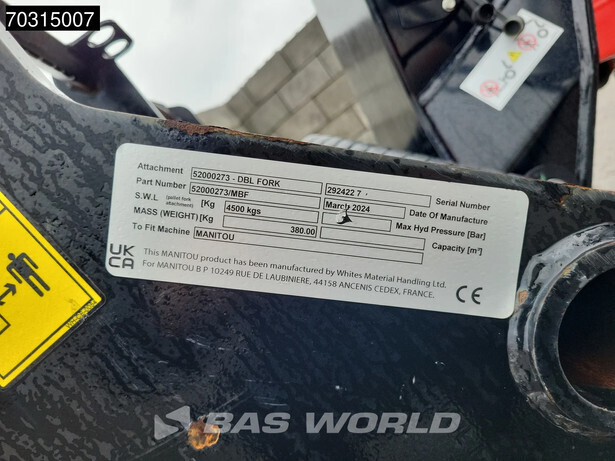 70315007
Attachment 52000273 - DBL FORK 292422 7 Serial Number
Part Number 52000273/MBF March 2024 Date Of Manufacture
S.W.L (pallet fork attachment) [Kg 4500 kgs Max Hyd Pressure [Bar]
MASS (WEIGHT) [Kg 380.00 Capacity [m³]
To Fit Machine MANITOU
UK
CA
This MANITOU product has been manufactured by Whites Material Handling Ltd.
For MANITOU B P 10249 RUE DE LAUBINIERE, 44158 ANCENIS CEDEX, FRANCE.
CE
BAS WORLD